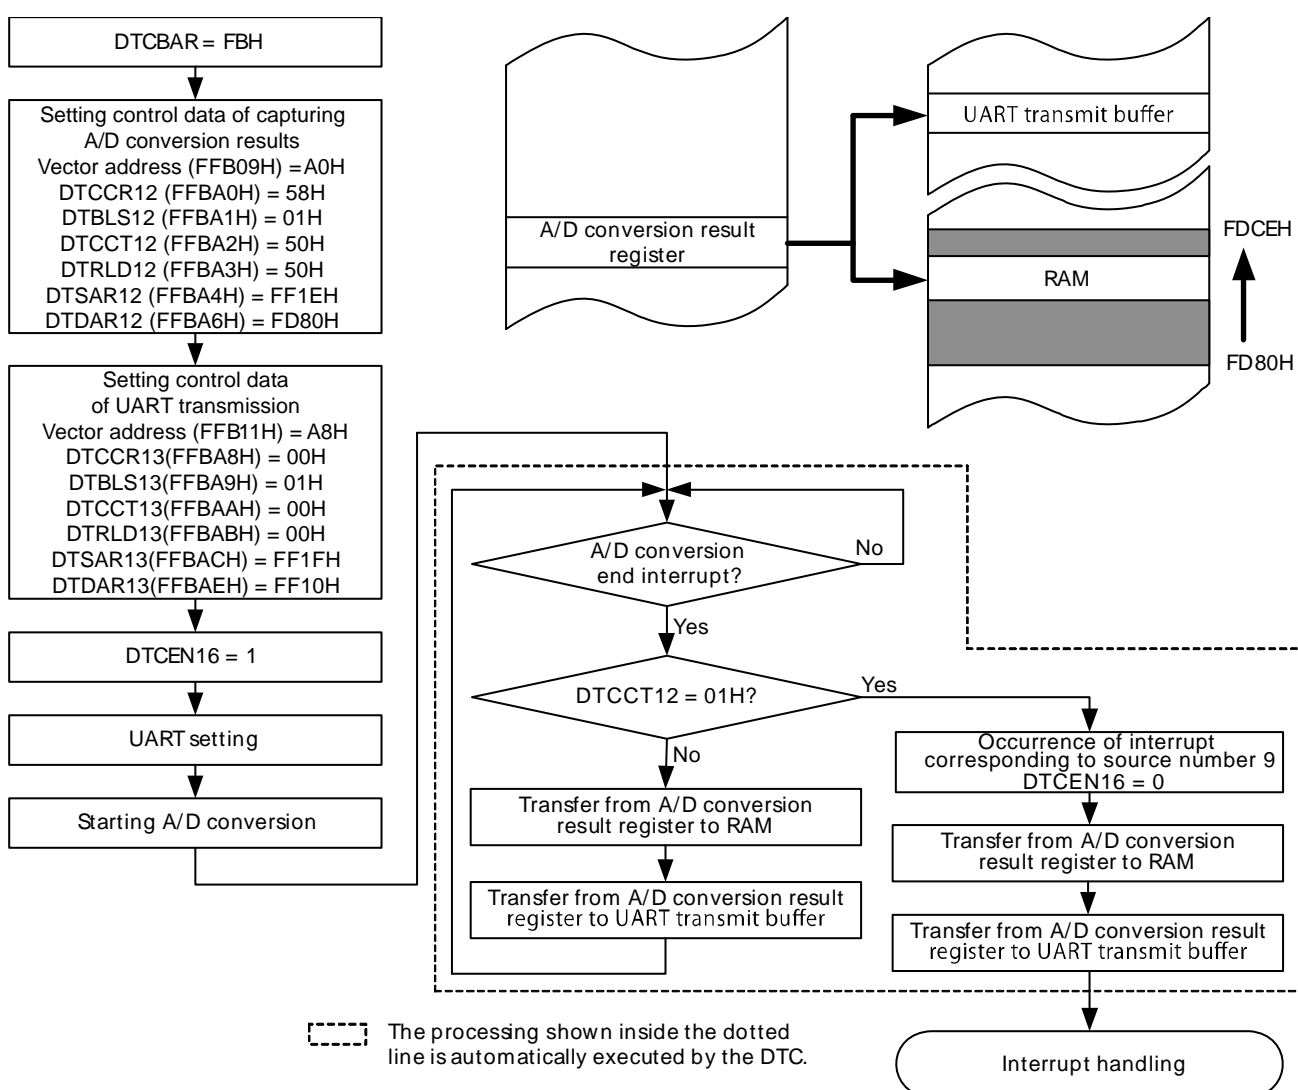 DTCBAR = FBH
Setting control data of capturing
A/D conversion results
Vector address (FFB09H) = A0H
DTCCR12 (FFBA0H) = 58H
DTBLS12 (FFBA1H) = 01H
DTCCT12 (FFBA2H) = 50H
DTRLD12 (FFBA3H) = 50H
DTSAR12 (FFBA4H) = FF1EH
DTDAR12 (FFBA6H) = FD80H
Setting control data
of UART transmission
Vector address (FFB11H) = A8H
DTCCR13(FFBA8H) = 00H
DTBLS13(FFBA9H) = 01H
DTCCT13(FFBAAH) = 00H
DTRLD13(FFBABH) = 00H
DTSAR13(FFBACH) = FF1FH
DTDAR13(FFBAEH) = FF10H
DTCEN16 = 1
UART setting
Starting A/D conversion
A/D conversion result
register
UART transmit buffer
FDCEH
RAM
FD80H
A/D conversion
end interrupt?
No
Yes
DTCCT12 = 01H?
Yes
No
Transfer from A/D conversion
result register to RAM
Transfer from A/D conversion result
register to UART transmit buffer
Occurrence of interrupt
corresponding to source number 9
DTCEN16 = 0
Transfer from A/D conversion
result register to RAM
Transfer from A/D conversion result
register to UART transmit buffer
Interrupt handling
The processing shown inside the dotted
line is automatically executed by the DTC.